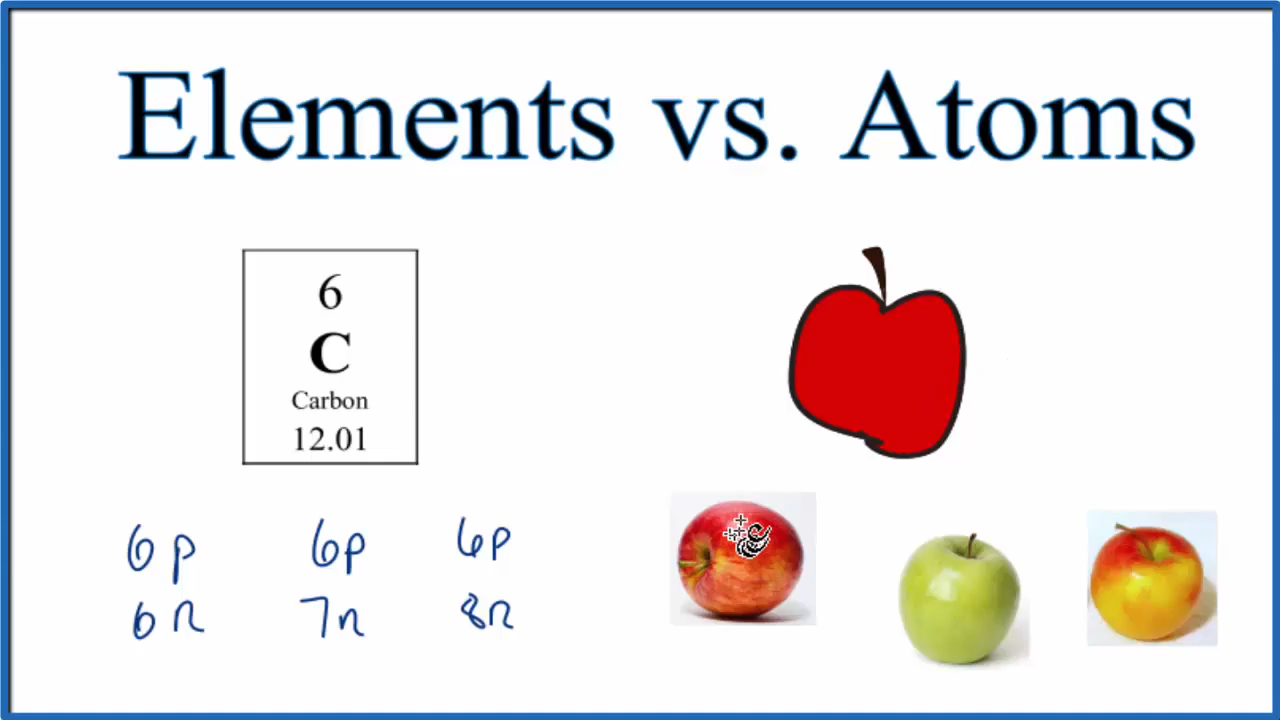 Elements vs. Atoms
6
C
Carbon
12.01
6p 6p 6p
6n 7n 8n